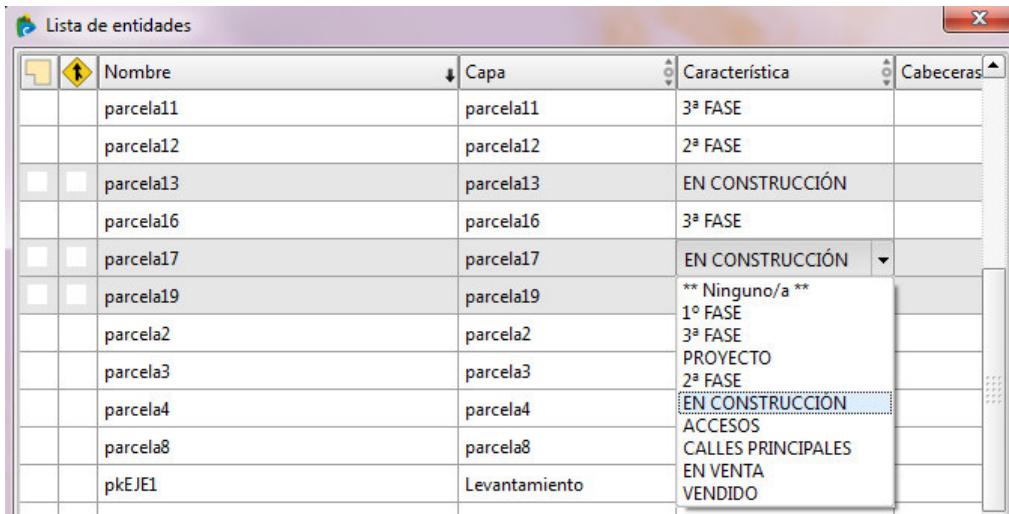 Lista de entidades
Nombre Capa Característica Cabeceras
parcela11 parcela11 3ª FASE
parcela12 parcela12 2ª FASE
parcela13 parcela13 EN CONSTRUCCIÓN
parcela16 parcela16 3ª FASE
parcela17 parcela17 EN CONSTRUCCIÓN
parcela19 parcela19
parcela2 parcela2
parcela3 parcela3
parcela4 parcela4
parcela8 parcela8
pkEJE1 Levantamiento
** Ninguno/a **
1º FASE
3ª FASE
PROYECTO
2ª FASE
EN CONSTRUCCIÓN
ACCESOS
CALLES PRINCIPALES
EN VENTA
VENDIDO